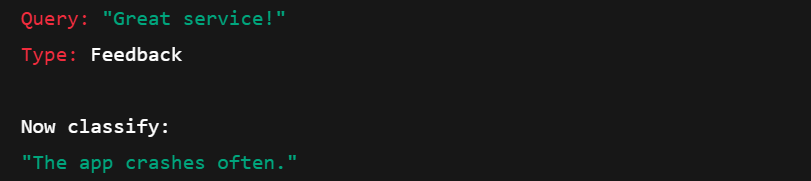 Query: "Great service!"
Type: Feedback
Now classify:
"The app crashes often."